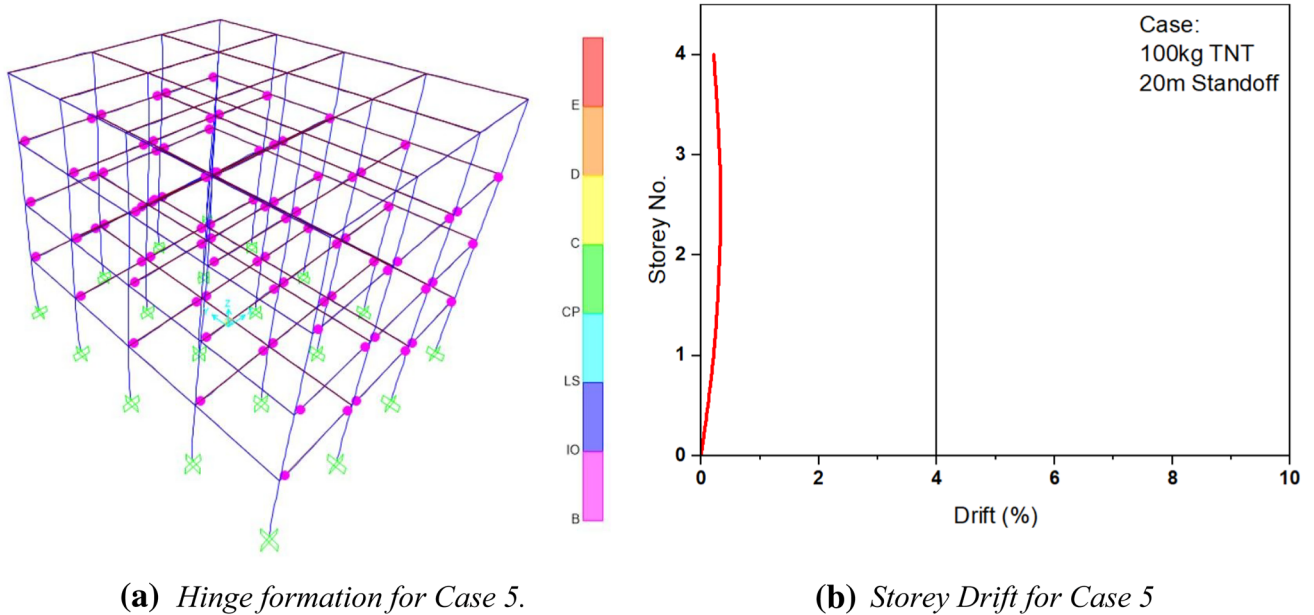 E
D
C
CP
LS
IO
B
Z
Case:
100kg TNT
20m Standoff
Storey No.
4
3
2
1
0
0 2 4 6 8 10
Drift (%)
(a) Hinge formation for Case 5.
(b) Storey Drift for Case 5